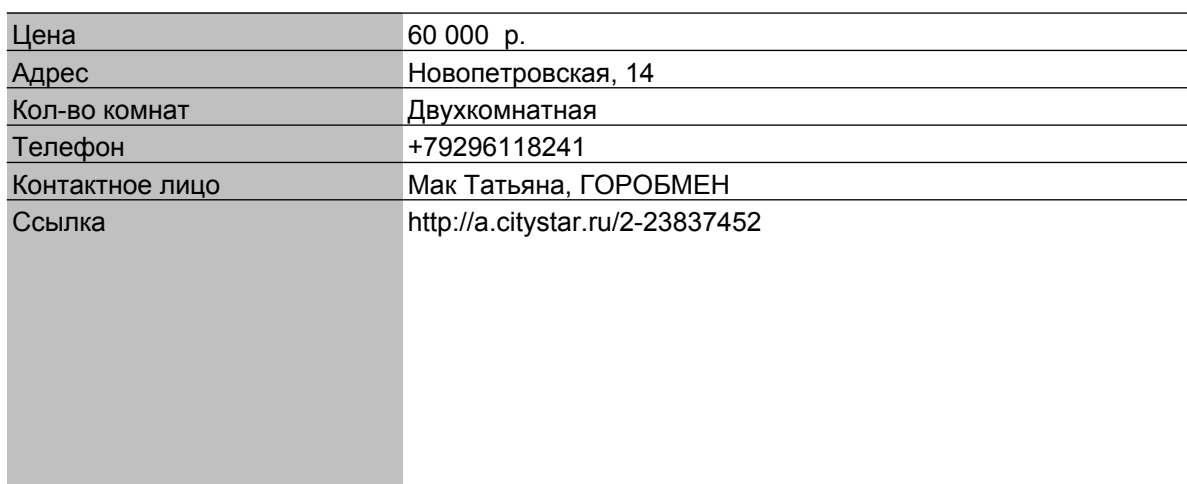 Цена 60 000 р.
Адрес Новопетровская, 14
Кол-во комнат Двухкомнатная
Телефон +79296118241
Контактное лицо Мак Татьяна, ГОРОБМЕН
Ссылка http://a.citystar.ru/2-23837452